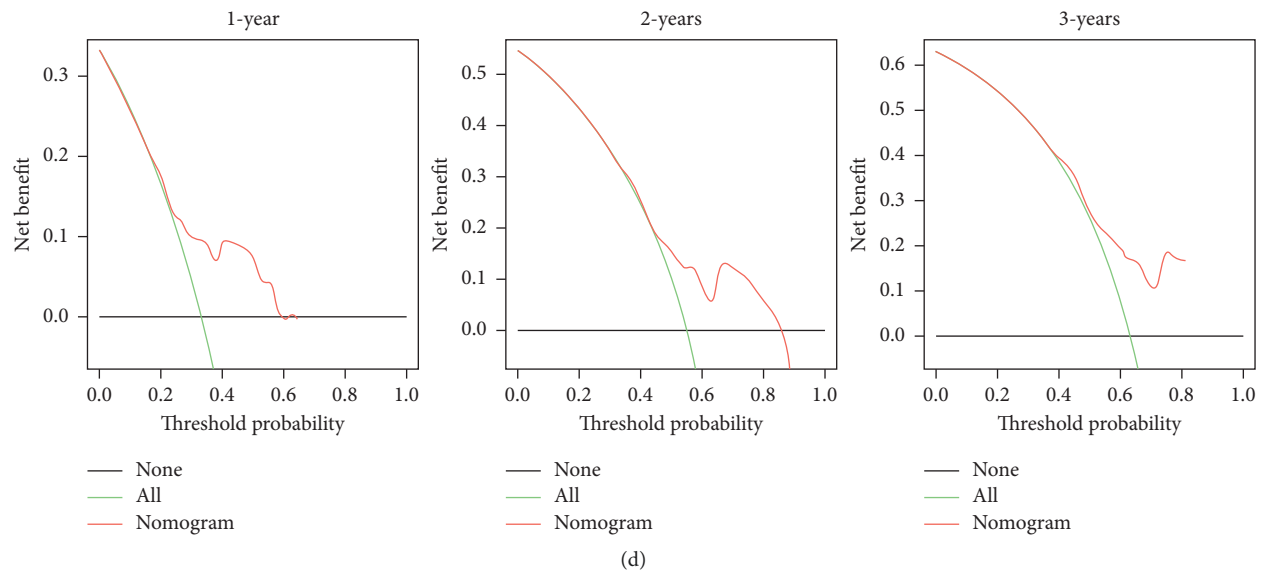 1-year
2-years
3-years
Net benefit
0.3
0.2
0.1
0.0
0.0 0.2 0.4 0.6 0.8 1.0
Threshold probability
None
All
Nomogram
Net benefit
0.5
0.4
0.3
0.2
0.1
0.0
0.0 0.2 0.4 0.6 0.8 1.0
Threshold probability
None
All
Nomogram
Net benefit
0.6
0.5
0.4
0.3
0.2
0.1
0.0
0.0 0.2 0.4 0.6 0.8 1.0
Threshold probability
None
All
Nomogram
(d)